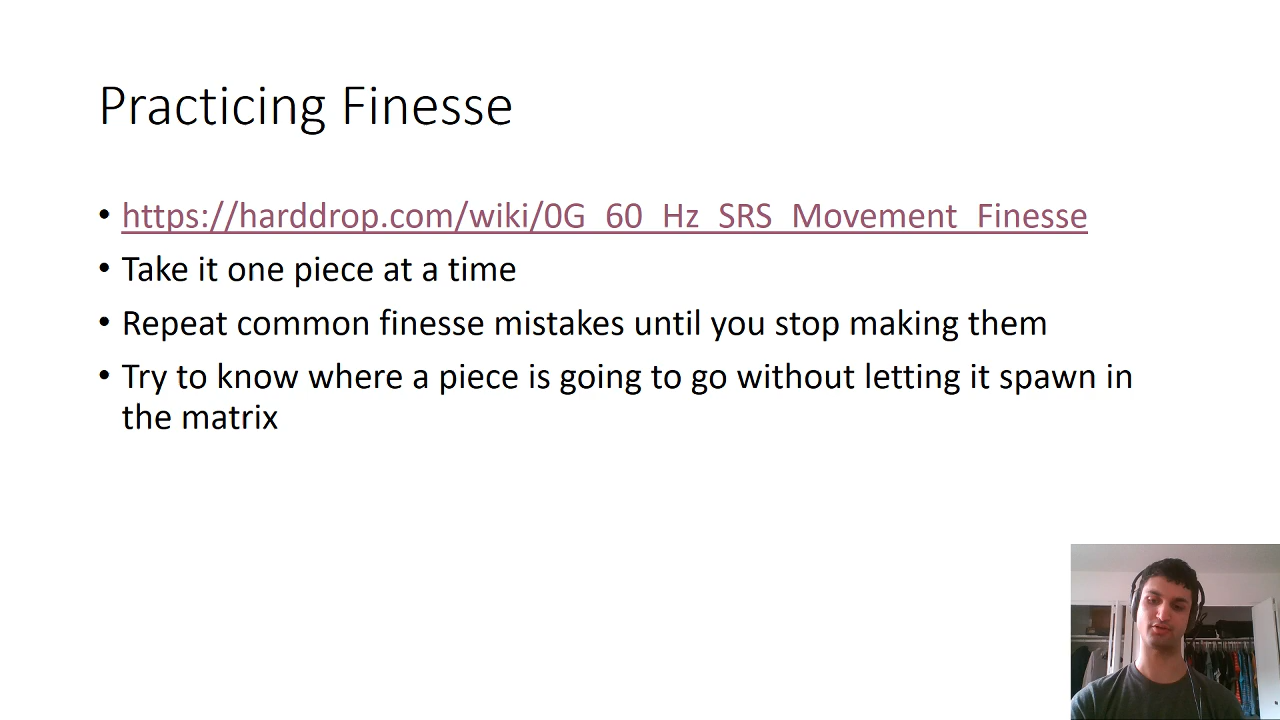 Practicing Finesse
• https://harddrop.com/wiki/0G_60_Hz_SRS_Movement_Finesse
• Take it one piece at a time
• Repeat common finesse mistakes until you stop making them
• Try to know where a piece is going to go without letting it spawn in
the matrix